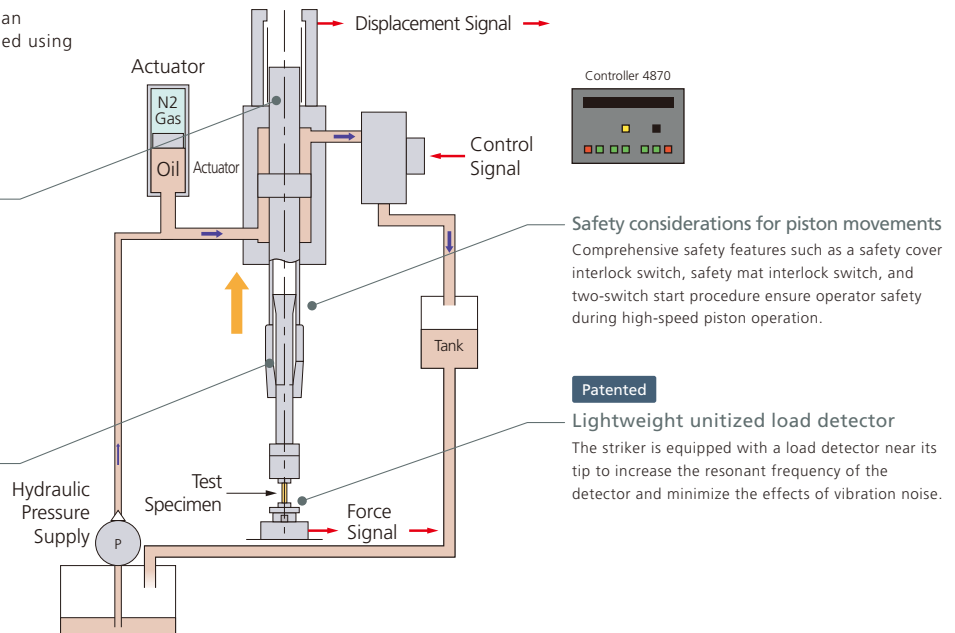 an
ed using
Displacement Signal
Actuator
N2
Gas
Oil
Actuator
Controller 4870
Control
Signal
Safety considerations for piston movements
Comprehensive safety features such as a safety cover
interlock switch, safety mat interlock switch, and
two-switch start procedure ensure operator safety
during high-speed piston operation.
Tank
Patented
Lightweight unitized load detector
The striker is equipped with a load detector near its
tip to increase the resonant frequency of the
detector and minimize the effects of vibration noise.
Test
Specimen
Hydraulic
Pressure
Supply
P
Force
Signal